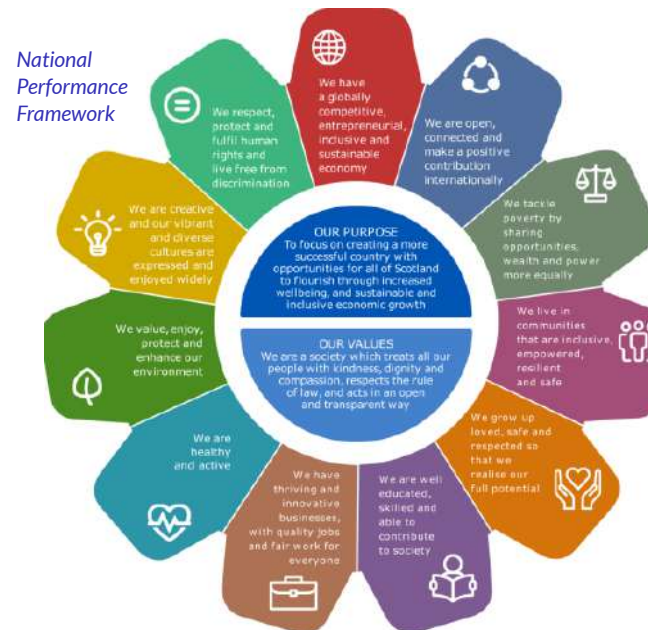 National
Performance
Framework
We have
a globally
competitive,
entrepreneurial,
inclusive and
sustainable
economy
We are open,
connected and
make a positive
contribution
internationally
We tackle
poverty by
sharing
opportunities,
wealth and power
more equally
We live in
communities
that are inclusive,
empowered,
resilient
and safe
We grow up
loved, safe and
respected so
that we
realise our
full potential
We are well
educated,
skilled and
able to
contribute
to society
We have
thriving and
innovative
businesses,
with quality jobs
and fair work for
everyone
We are
healthy
and active
We value, enjoy,
protect and
enhance our
environment
We are creative
and our vibrant
and diverse
cultures are
expressed and
enjoyed widely
We respect,
protect and
fulfil human
rights and
live free from
discrimination
OUR PURPOSE
To focus on creating a more
successful country with
opportunities for all of Scotland
to flourish through increased
wellbeing, and sustainable and
inclusive economic growth
OUR VALUES
We are a society which treats all our
people with kindness, dignity and
compassion, respects the rule
of law, and acts in an open
and transparent way